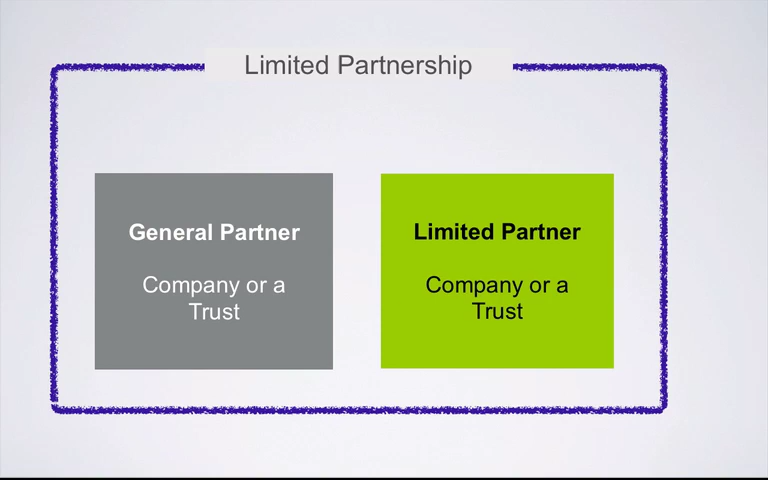 Limited Partnership
General Partner
Company or a
Trust
Limited Partner
Company or a
Trust